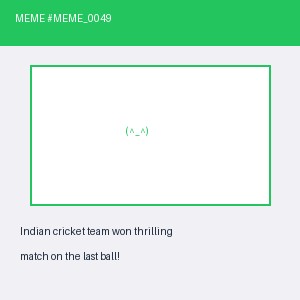 MEME #MEME_0049
(^_^)
Indian cricket team won thrilling
match on the last ball!